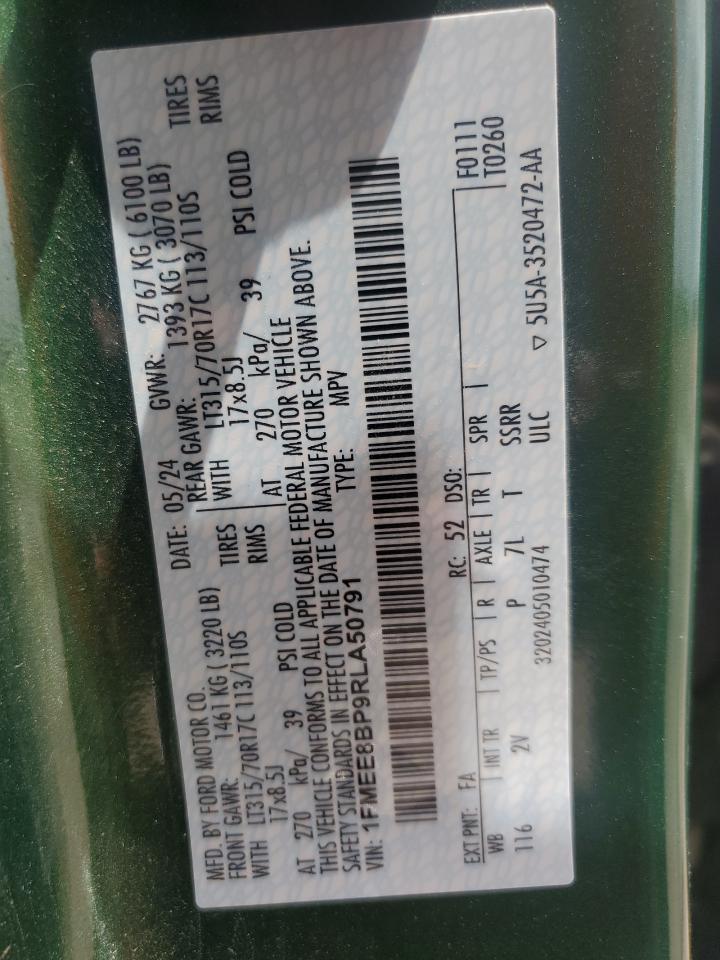 MFD. BY FORD MOTOR CO.
DATE: 05/24 GVWR: 2767 KG ( 6100 LB)
FRONT GAWR: 1461 KG ( 3220 LB)
REAR GAWR: 1393 KG ( 3070 LB)
WITH LT315/70R17C 113/110S TIRES
WITH LT315/70R17C 113/110S TIRES
17x8.5J RIMS
17x8.5J RIMS
AT 270 kPa/ 39 PSI COLD
AT 270 kPa/ 39 PSI COLD
THIS VEHICLE CONFORMS TO ALL APPLICABLE FEDERAL MOTOR VEHICLE
SAFETY STANDARDS IN EFFECT ON THE DATE OF MANUFACTURE SHOWN ABOVE.
VIN: 1FMEE8BP9RLA50791 TYPE: MPV
F0111
EXT PNT: FA RC: 52 DSO: T0260
WB INT TR TP/PS R AXLE TR SPR
116 2V P 7L T SSRR
ULC
3202405010474 ▽ 5U5A-3520472-AA